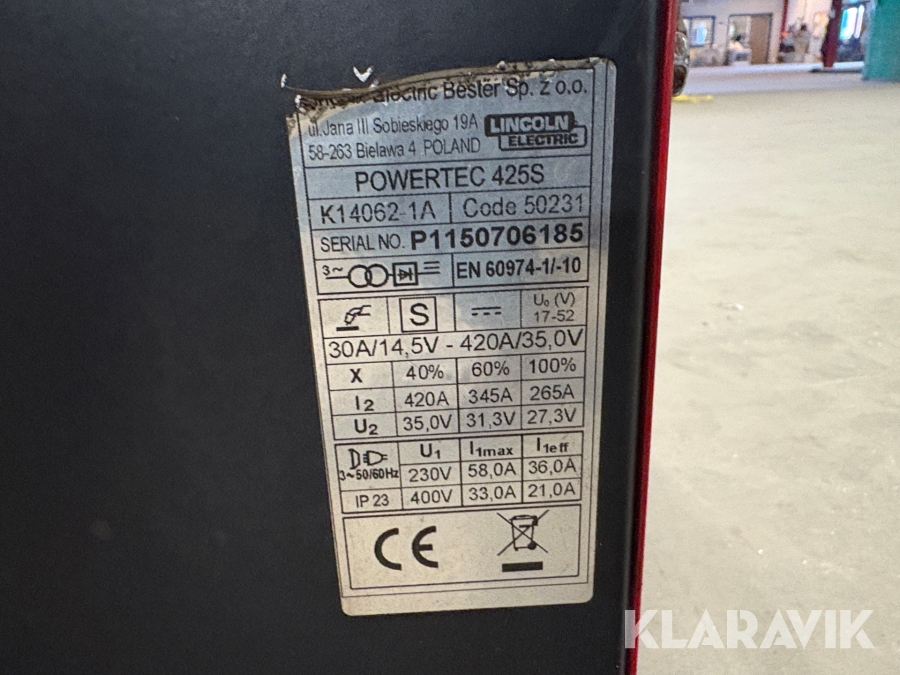 Electric Bester Sp. z o.o.
ul.Jana III Sobieskiego 19A
58-263 Bielawa 4 POLAND
LINCOLN
ELECTRIC
POWERTEC 425S
K14062-1A Code 50231
SERIAL NO. P1150706185
3~ EN 60974-1/-10
S U₀ (V)
17-52
30A/14,5V - 420A/35,0V
X 40% 60% 100%
I₂ 420A 345A 265A
U₂ 35,0V 31,3V 27,3V
U₁ I₁max I₁eff
3~50/60Hz 230V 58,0A 36,0A
IP 23 400V 33,0A 21,0A
CE
KLARAVIK